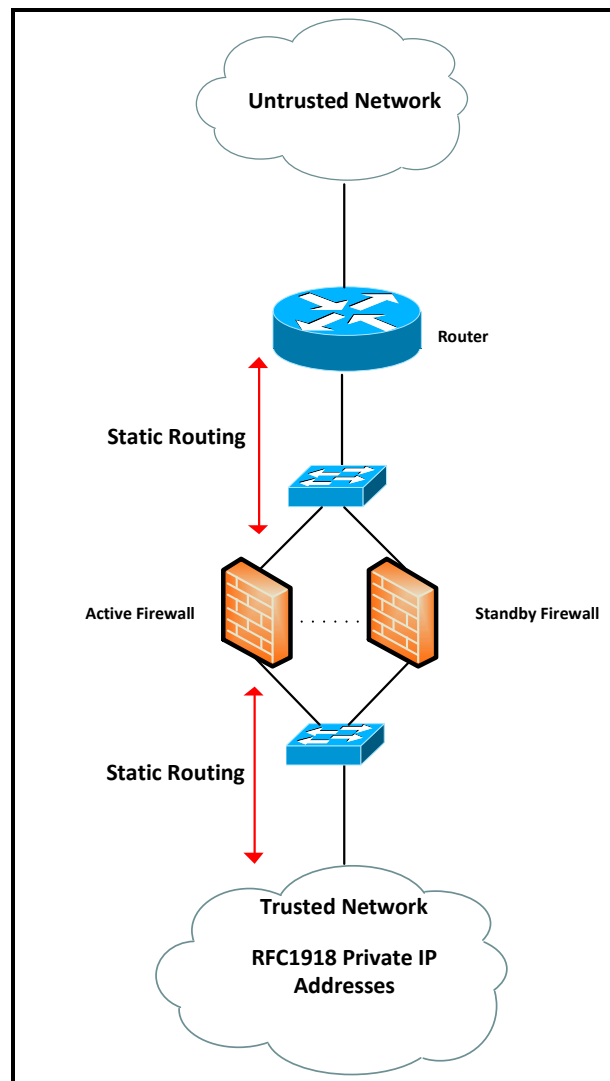 Untrusted Network
Router
Static Routing
Active Firewall
Standby Firewall
Static Routing
Trusted Network
RFC1918 Private IP
Addresses